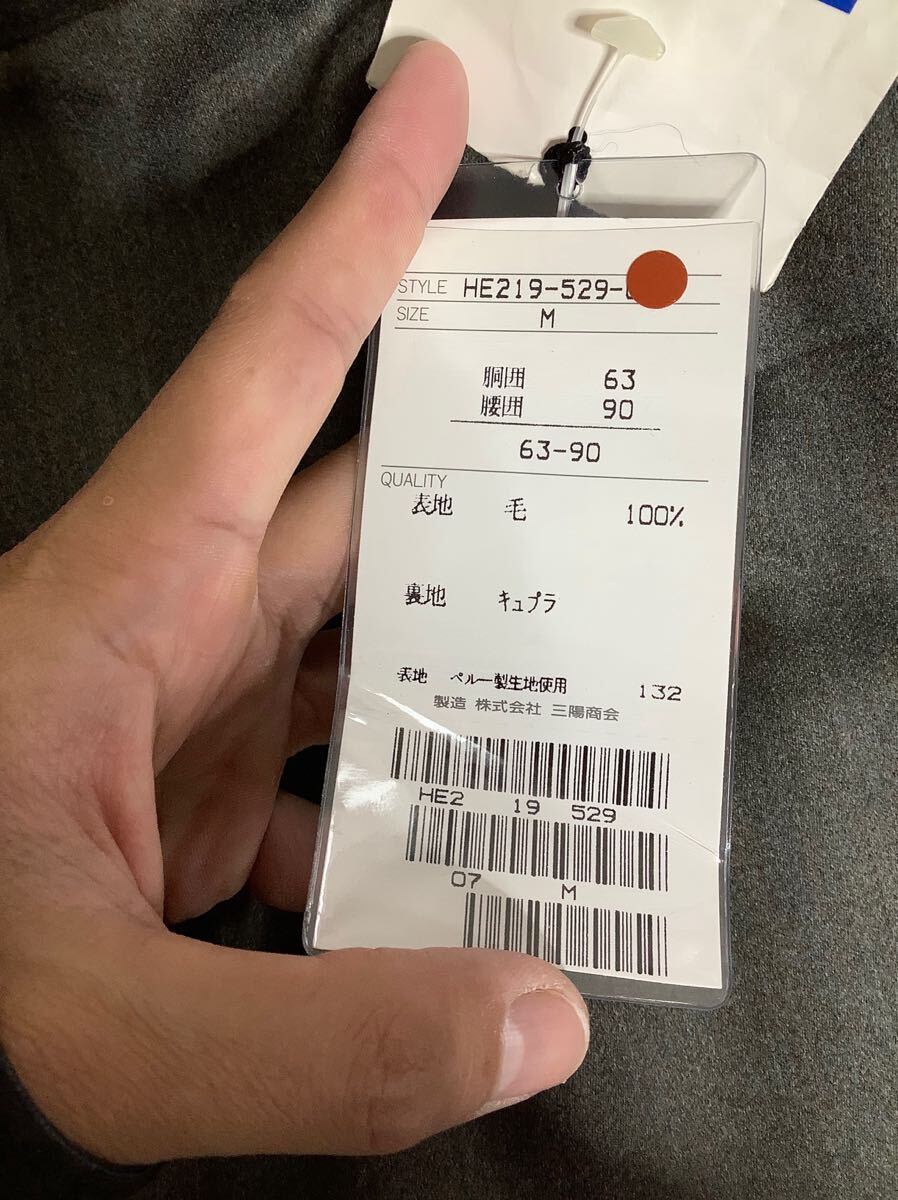 STYLE HE219-529-
SIZE M
胴囲 63
腰囲 90
63-90
QUALITY
表地 毛 100%
裏地 キュプラ
表地 ペルー製生地使用 132
製造 株式会社 三陽商会
HE2 19 529
07 M